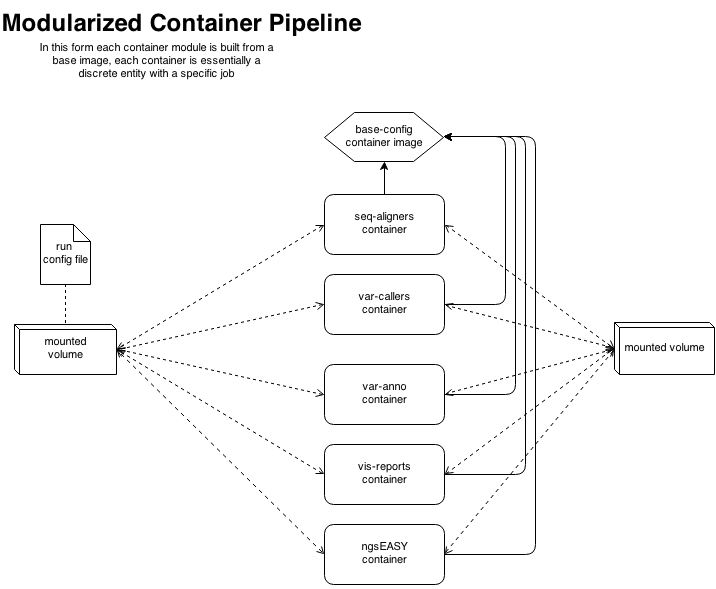 Modularized Container Pipeline
In this form each container module is built from a
base image, each container is essentially a
discrete entity with a specific job
base-config
container image
seq-aligners
container
run
config file
var-callers
container
mounted
volume
mounted volume
var-anno
container
vis-reports
container
ngsEASY
container